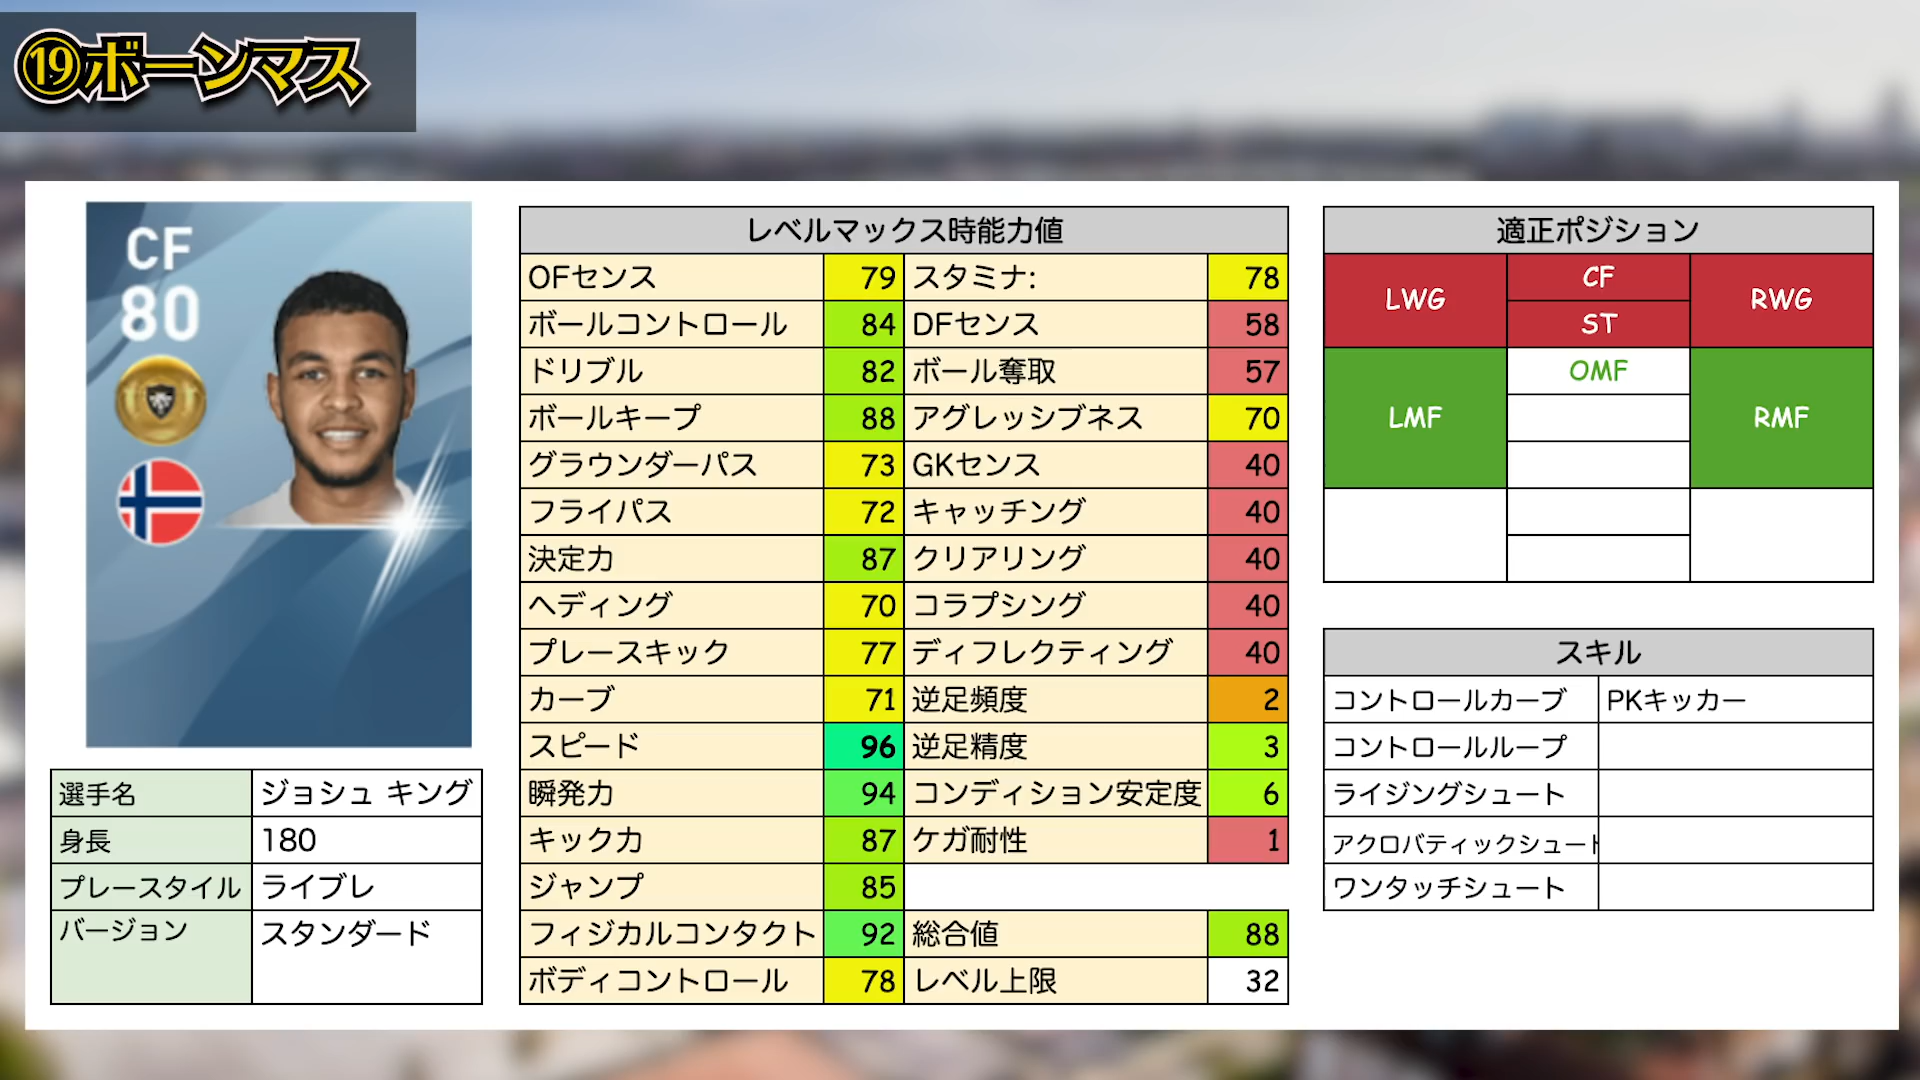 ⑲ボーンマス
CF
80
選手名 ジョシュ キング
身長 180
プレースタイル ライブレ
バージョン スタンダード
レベルマックス時能力値
OFセンス 79 スタミナ: 78
ボールコントロール 84 DFセンス 58
ドリブル 82 ボール奪取 57
ボールキープ 88 アグレッシブネス 70
グラウンダーパス 73 GKセンス 40
フライパス 72 キャッチング 40
決定力 87 クリアリング 40
ヘディング 70 コラプシング 40
プレースキック 77 ディフレクティング 40
カーブ 71 逆足頻度 2
スピード 96 逆足精度 3
瞬発力 94 コンディション安定度 6
キック力 87 ケガ耐性 1
ジャンプ 85
フィジカルコンタクト 92 総合値 88
ボディコントロール 78 レベル上限 32
適正ポジション
LWG CF RWG
ST
LMF OMF RMF
スキル
コントロールカーブ PKキッカー
コントロールループ
ライジングシュート
アクロバティックシュート
ワンタッチシュート